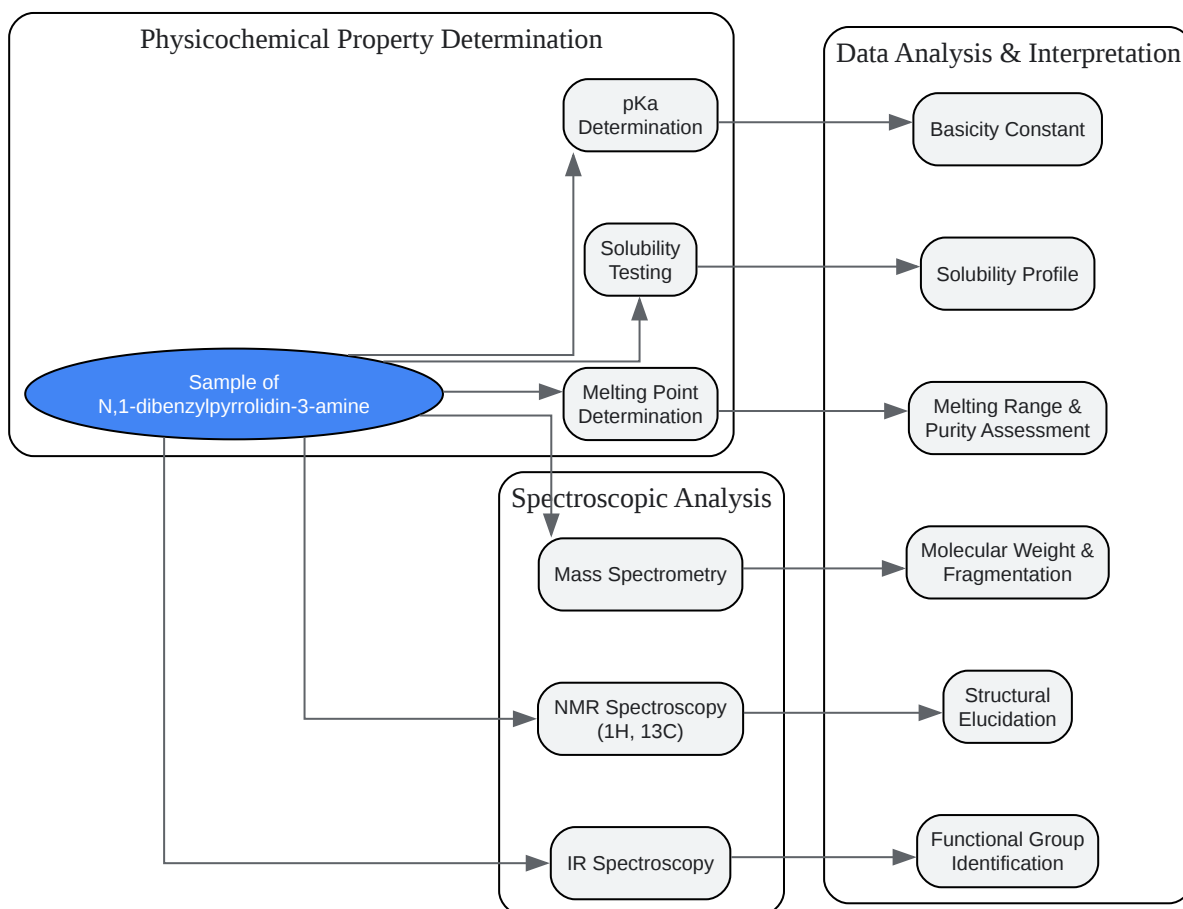 Physicochemical Property Determination
Data Analysis & Interpretation
pKa
Determination
Basicity Constant
Solubility
Testing
Solubility Profile
Sample of
N,1-dibenzylpyrrolidin-3-amine
Melting Point
Determination
Melting Range &
Purity Assessment
Spectroscopic Analysis
Mass Spectrometry
Molecular Weight &
Fragmentation
NMR Spectroscopy
(1H, 13C)
Structural
Elucidation
IR Spectroscopy
Functional Group
Identification